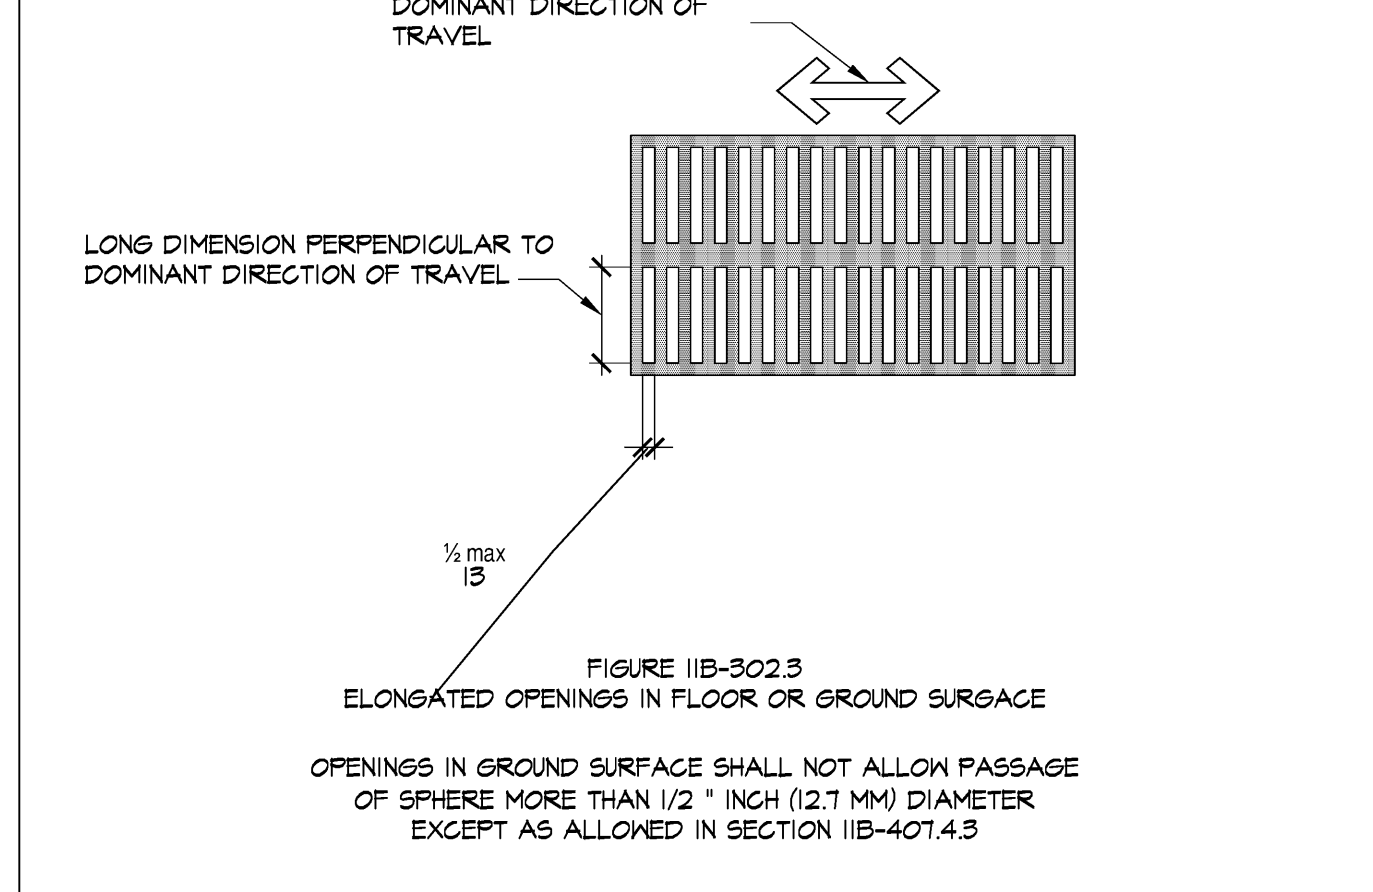 DOMINANT DIRECTION OF
TRAVEL
LONG DIMENSION PERPENDICULAR TO
DOMINANT DIRECTION OF TRAVEL
½ max
13
FIGURE 11B-302.3
ELONGATED OPENINGS IN FLOOR OR GROUND SURGACE
OPENINGS IN GROUND SURFACE SHALL NOT ALLOW PASSAGE
OF SPHERE MORE THAN 1/2 " INCH (12.7 MM) DIAMETER
EXCEPT AS ALLOWED IN SECTION 11B-407.4.3